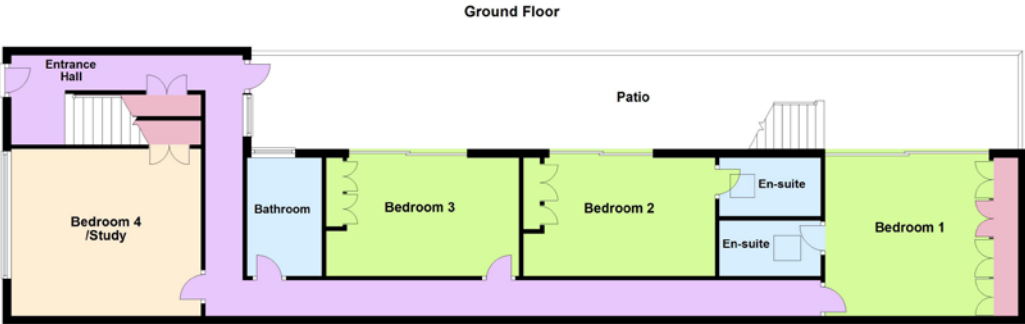 Ground Floor
Entrance
Hall
Patio
Bedroom 4
/Study
Bathroom
Bedroom 3
Bedroom 2
En-suite
En-suite
Bedroom 1